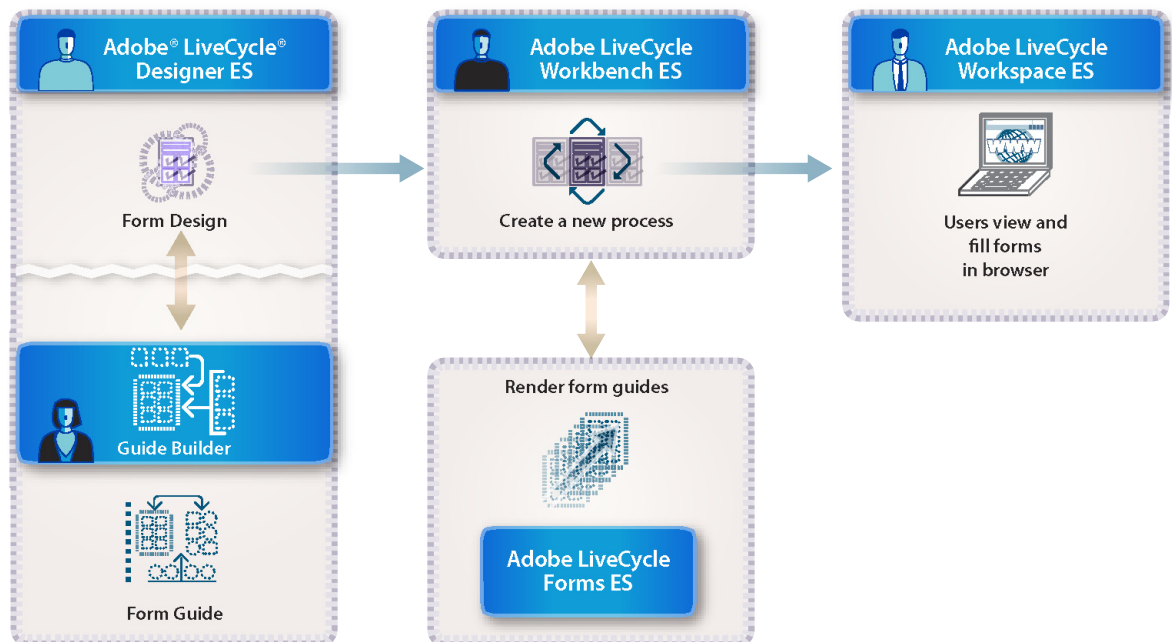 Adobe® LiveCycle®
Designer ES
Form Design
Guide Builder
Form Guide
Adobe LiveCycle
Workbench ES
Create a new process
Render form guides
Adobe LiveCycle
Forms ES
Adobe LiveCycle
Workspace ES
WWW
Users view and
fill forms
in browser